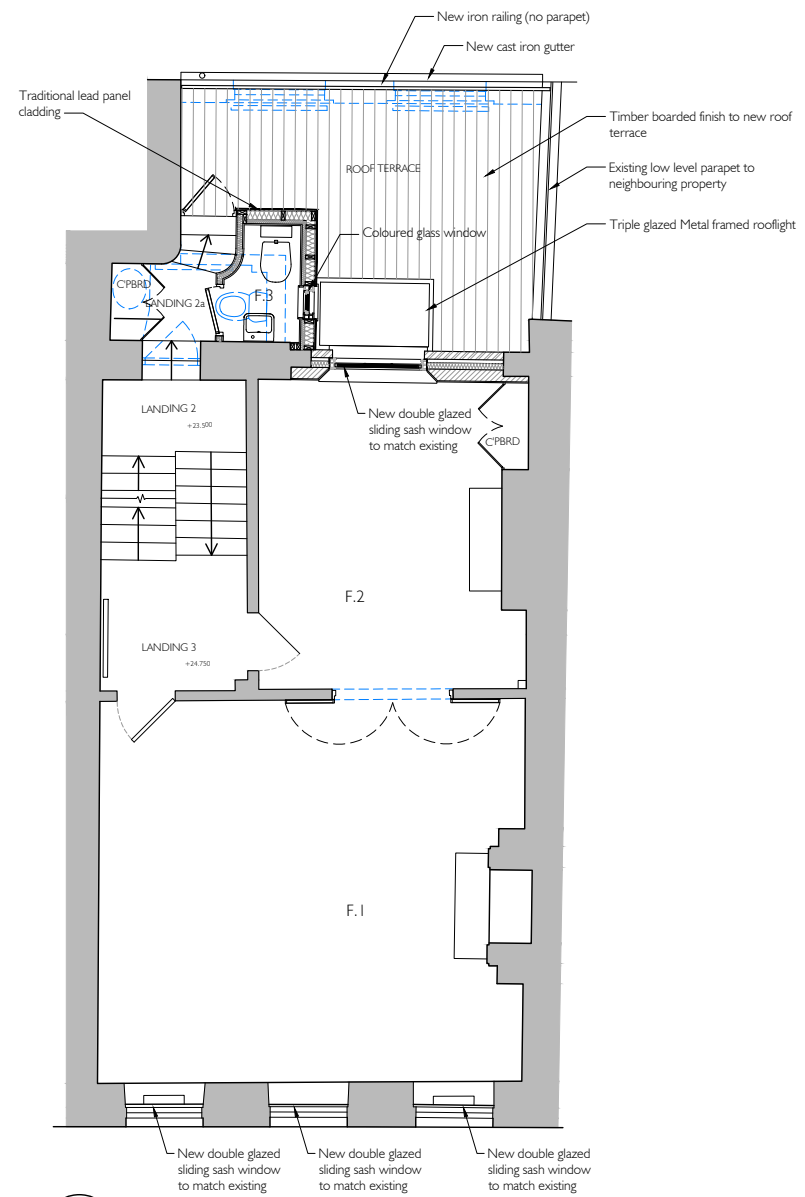 New iron railing (no parapet)
New cast iron gutter
Traditional lead panel
cladding
Timber boarded finish to new roof
terrace
ROOF TERRACE
Existing low level parapet to
neighbouring property
Triple glazed Metal framed rooflight
Coloured glass window
C'PBRD
F.3
LANDING 2a
LANDING 2
+23.500
New double glazed
sliding sash window
to match existing
C'PBRD
F.2
LANDING 3
+24.750
F.1
New double glazed
sliding sash window
to match existing
New double glazed
sliding sash window
to match existing
New double glazed
sliding sash window
to match existing